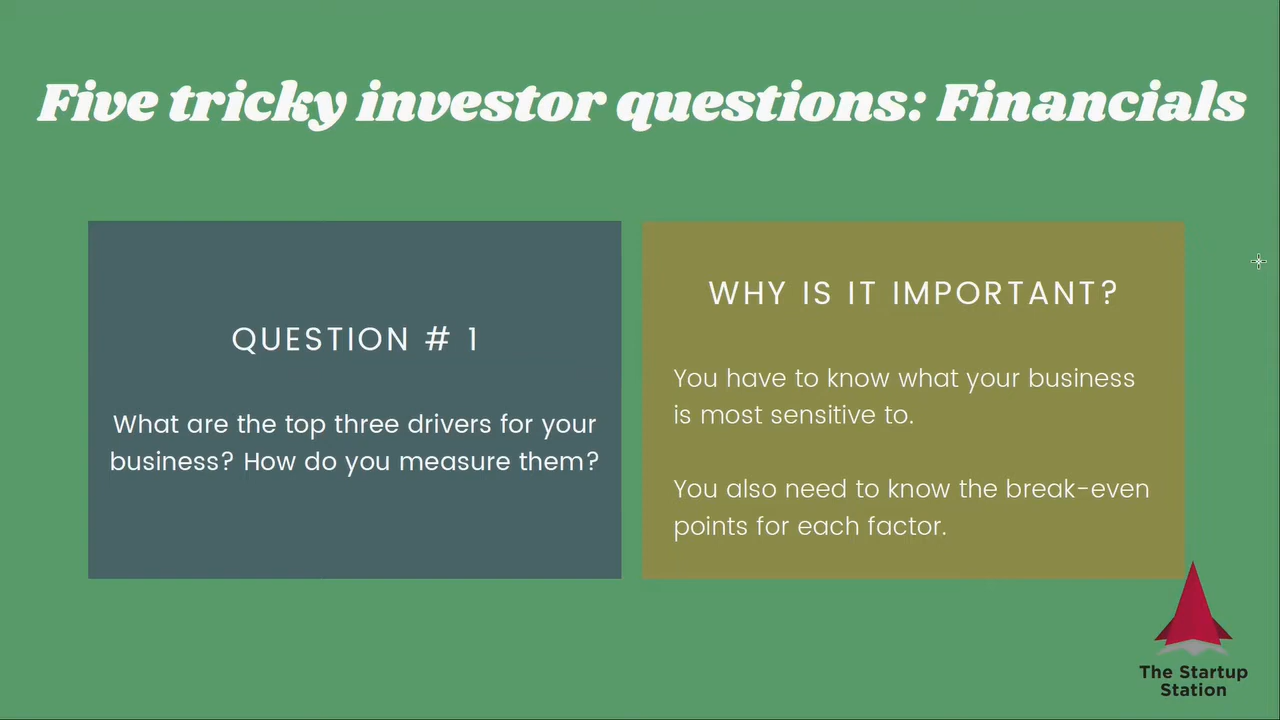 Five tricky investor questions: Financials
QUESTION # 1
What are the top three drivers for your
business? How do you measure them?
WHY IS IT IMPORTANT?
You have to know what your business
is most sensitive to.
You also need to know the break-even
points for each factor.
The Startup
Station